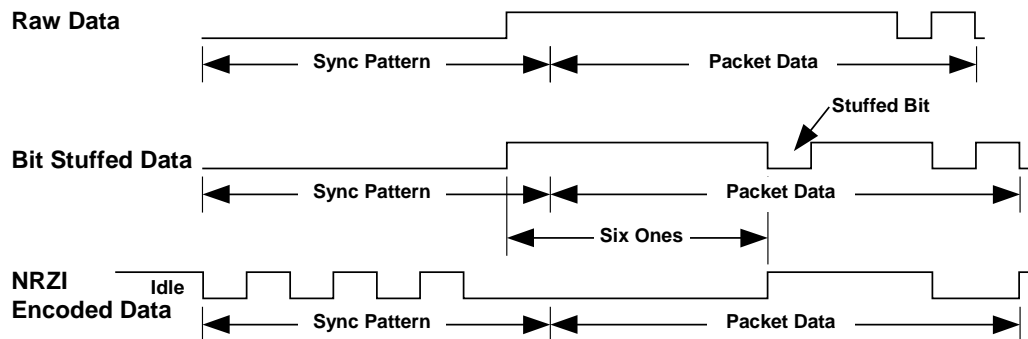 Raw Data
Sync Pattern
Packet Data
Stuffed Bit
Bit Stuffed Data
Sync Pattern
Packet Data
Six Ones
NRZI
Encoded Data
Idle
Sync Pattern
Packet Data